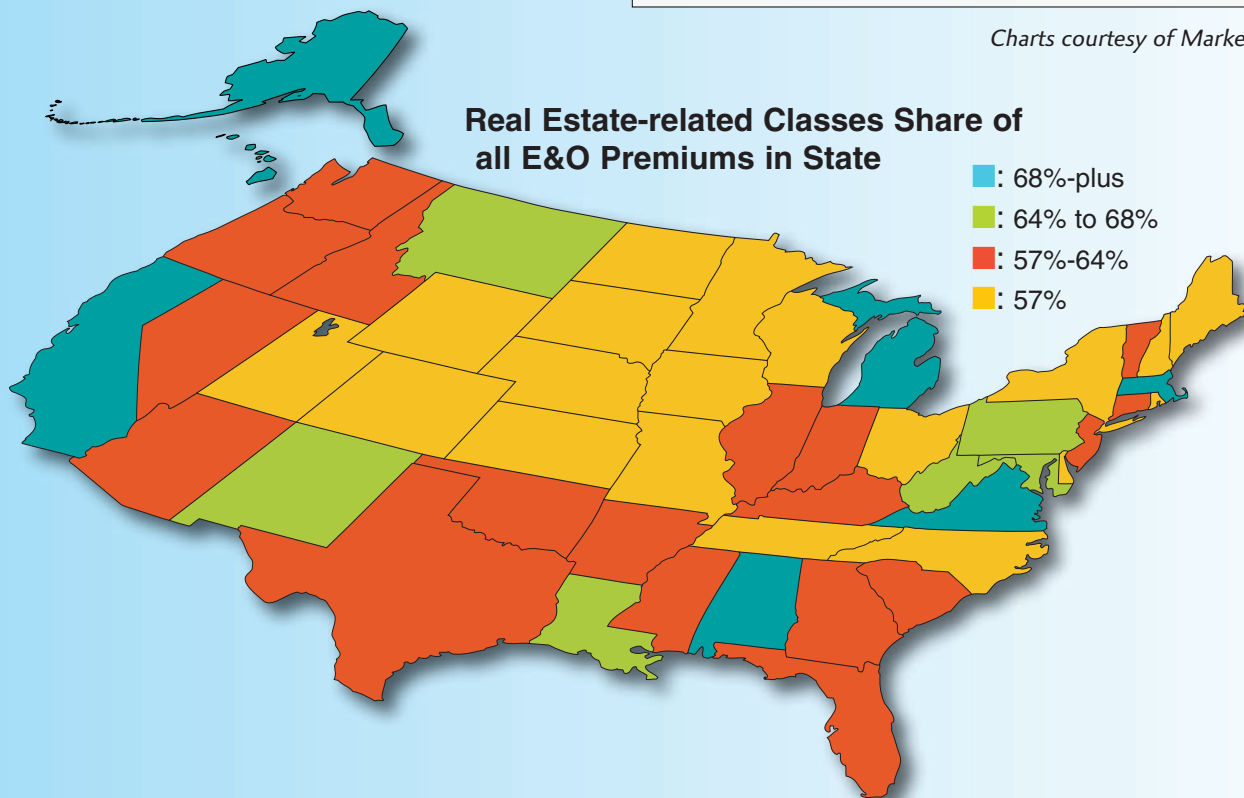 Charts courtesy of Marke
Real Estate-related Classes Share of
all E&O Premiums in State
: 68%-plus
: 64% to 68%
: 57%-64%
: 57%